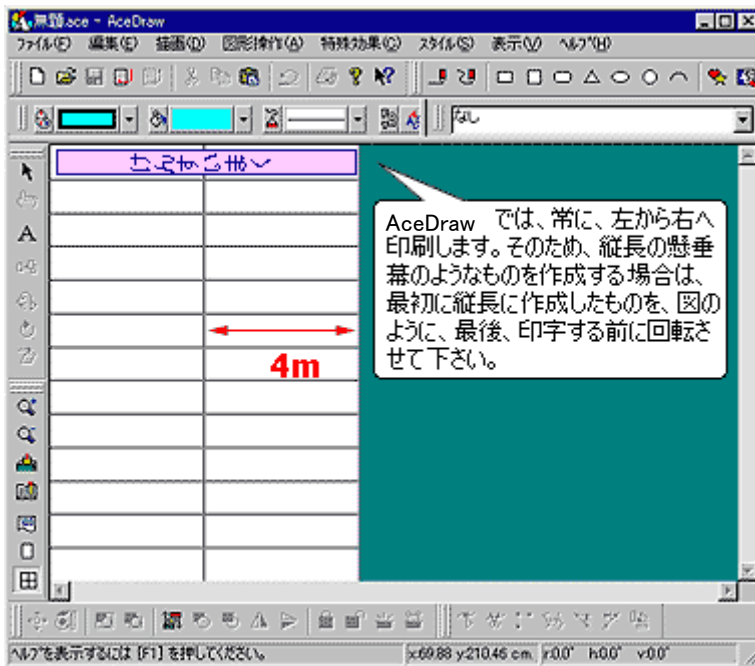 無題.ace - AceDraw
ファイル(F) 編集(E) 描画(D) 図形操作(A) 特殊効果(C) スタイル(S) 表示(V) ヘルプ(H)
なし
AceDraw では、常に、左から右へ
印刷します。そのため、縦長の懸垂
幕のようなものを作成する場合は、
最初に縦長に作成したものを、図の
ように、最後、印字する前に回転さ
せて下さい。
4m
ヘルプを表示するには [F1] を押してください。 x:69.88 y:210.46 cm r:0.0° h:0.0° v:0.0°